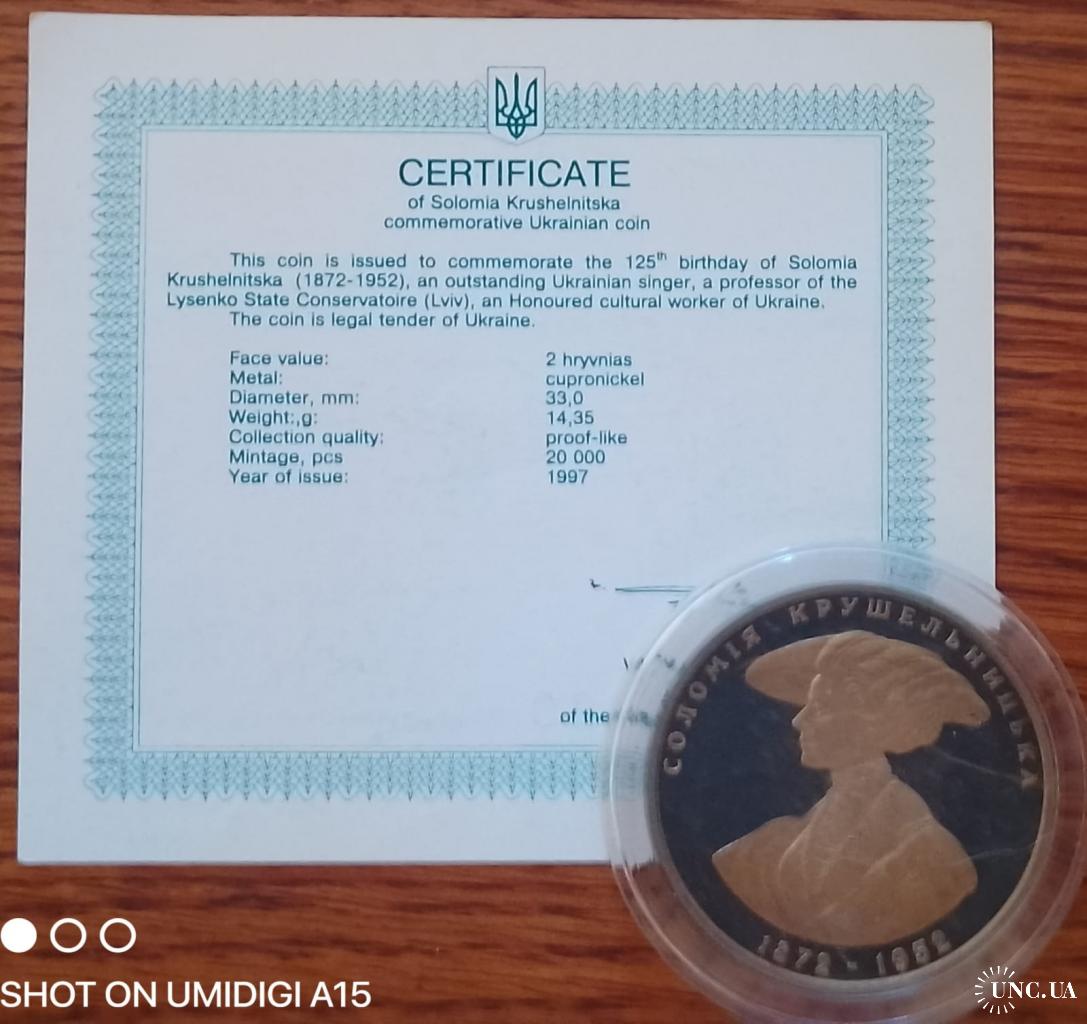 CERTIFICATE
of Solomia Krushelnitska
commemorative Ukrainian coin
This coin is issued to commemorate the 125th birthday of Solomia
Krushelnitska (1872-1952), an outstanding Ukrainian singer, a professor of the
Lysenko State Conservatoire (Lviv), an Honoured cultural worker of Ukraine.
The coin is legal tender of Ukraine.
Face value: 2 hryvnias
Metal: cupronickel
Diameter, mm: 33,0
Weight:,g: 14,35
Collection quality: proof-like
Mintage, pcs 20 000
Year of issue: 1997
of the
СОЛОМІЯ КРУШЕЛЬНИЦЬКА
1872 - 1952
SHOT ON UMIDIGI A15
UNC.UA